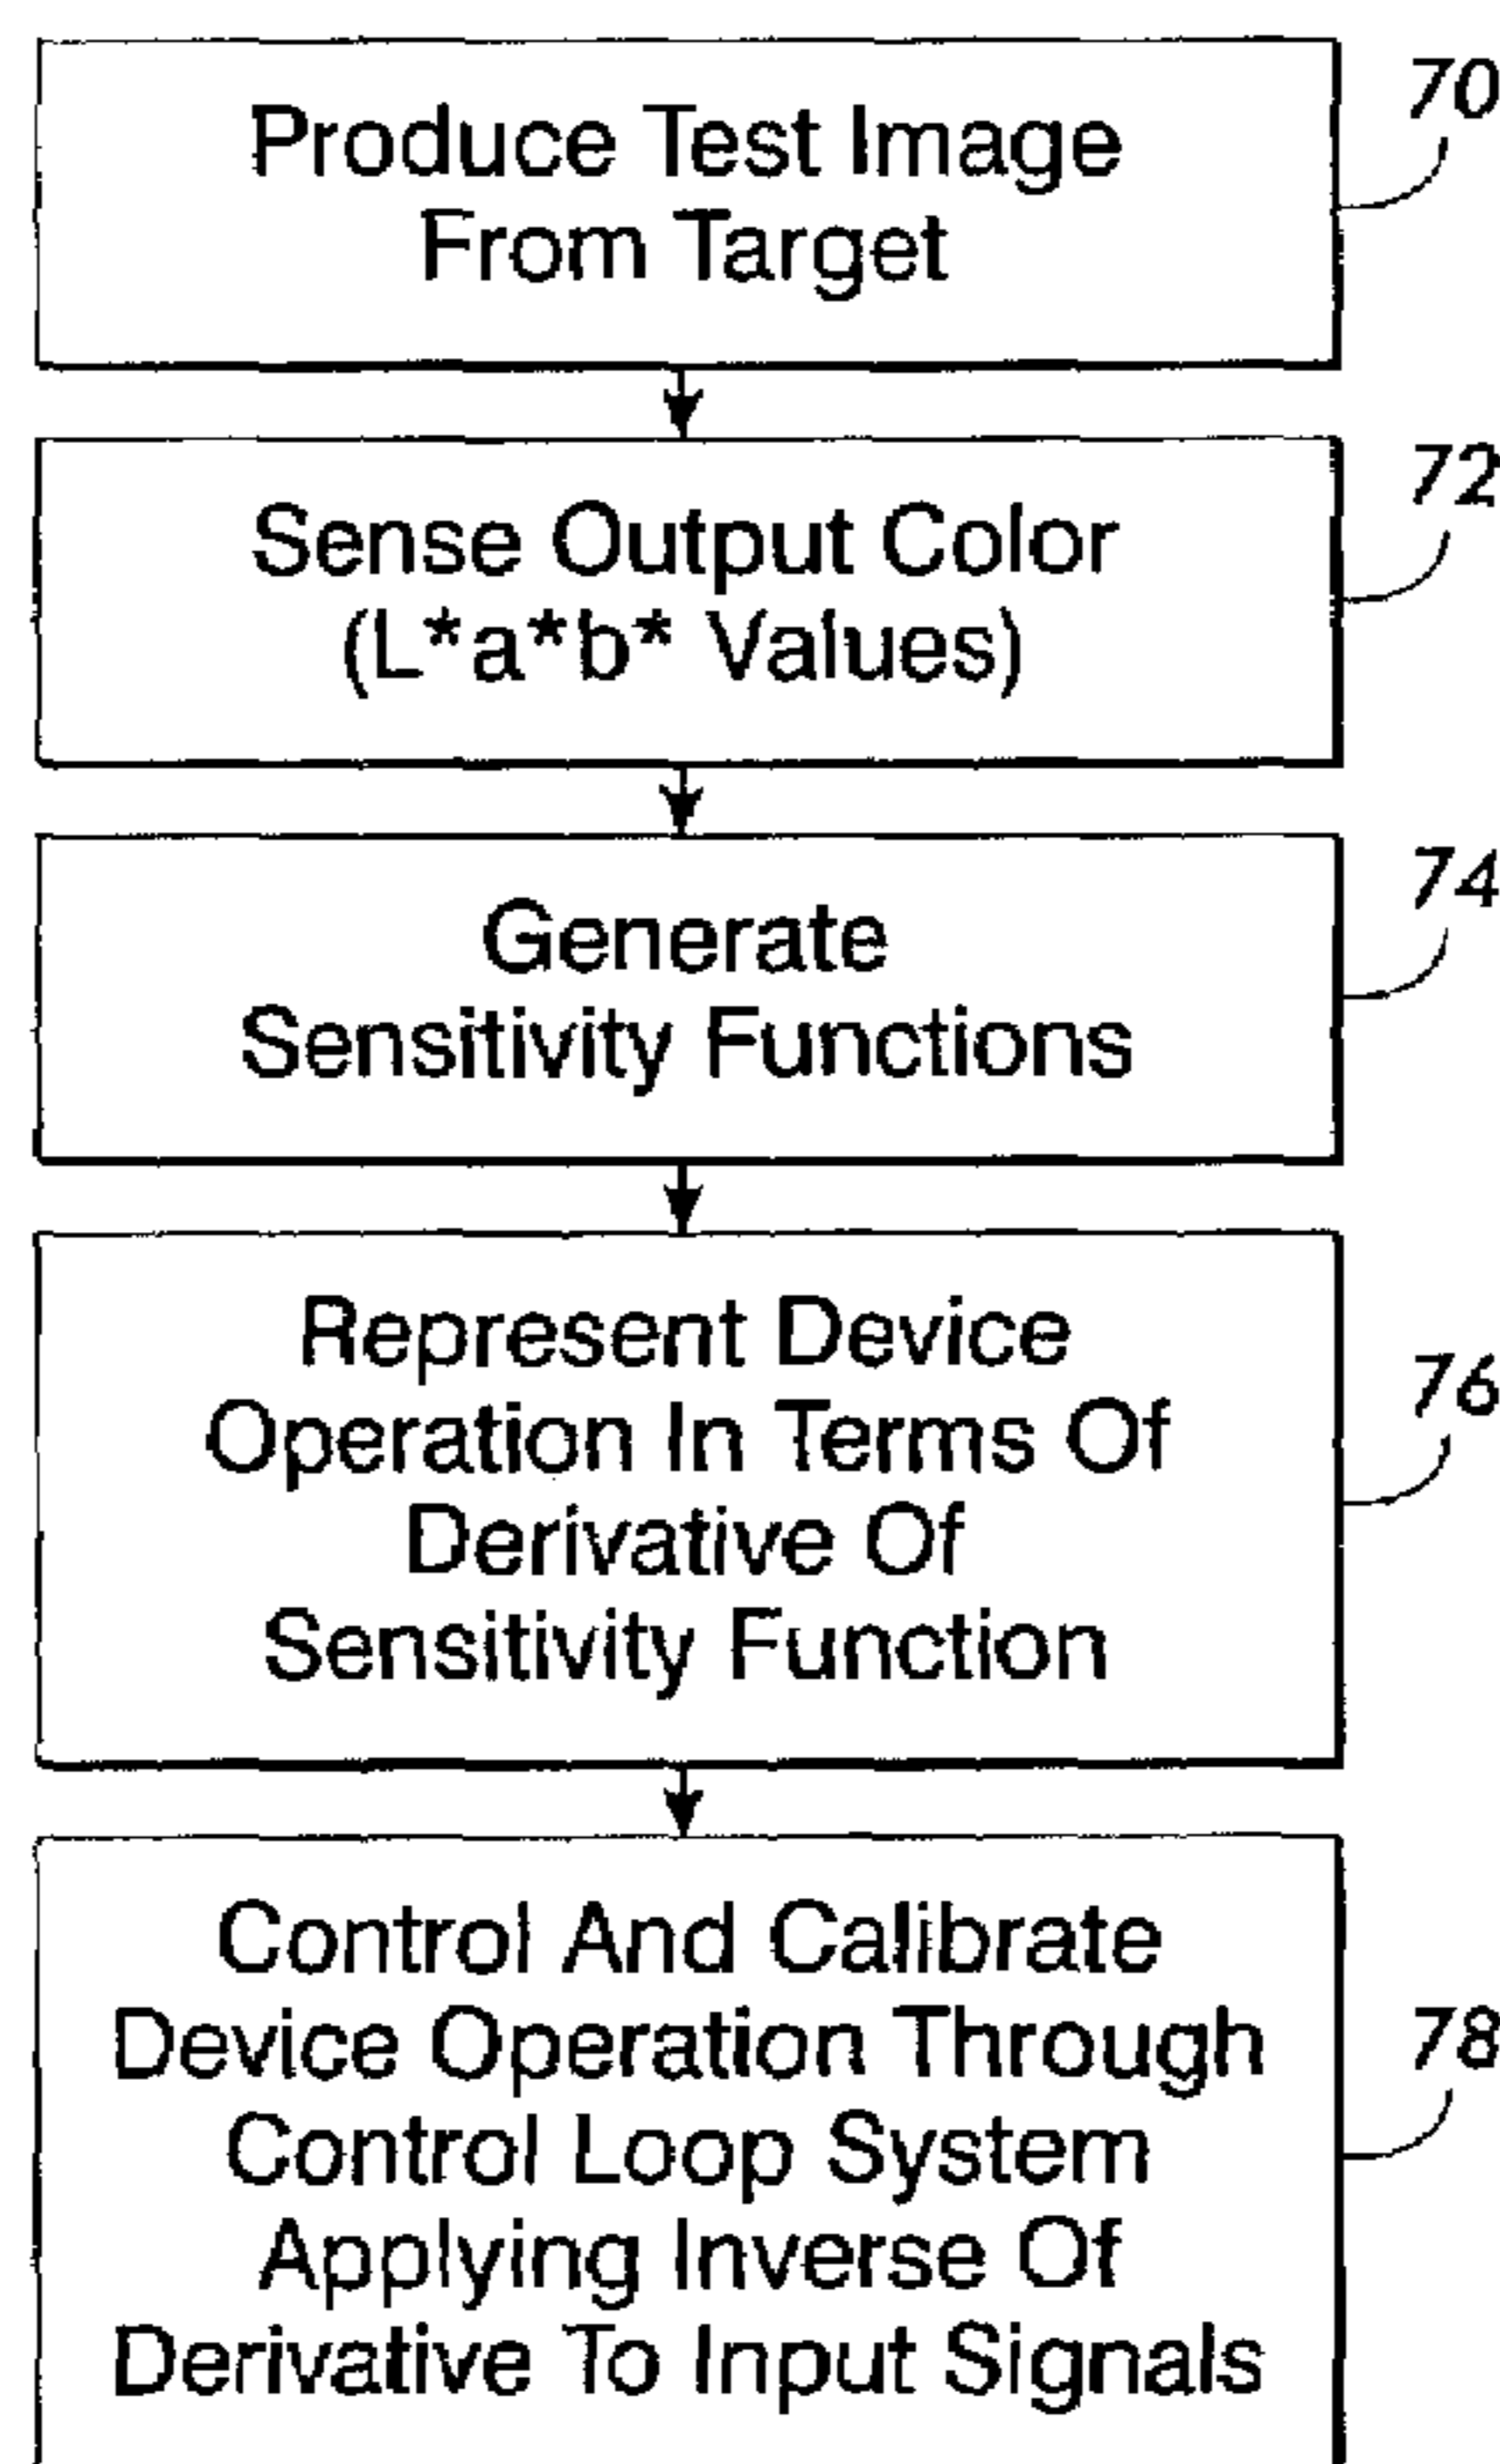 Produce Test Image
From Target
70
Sense Output Color
(L*a*b* Values)
72
Generate
Sensitivity Functions
74
Represent Device
Operation In Terms Of
Derivative Of
Sensitivity Function
76
Control And Calibrate
Device Operation Through
Control Loop System
Applying Inverse Of
Derivative To Input Signals
78